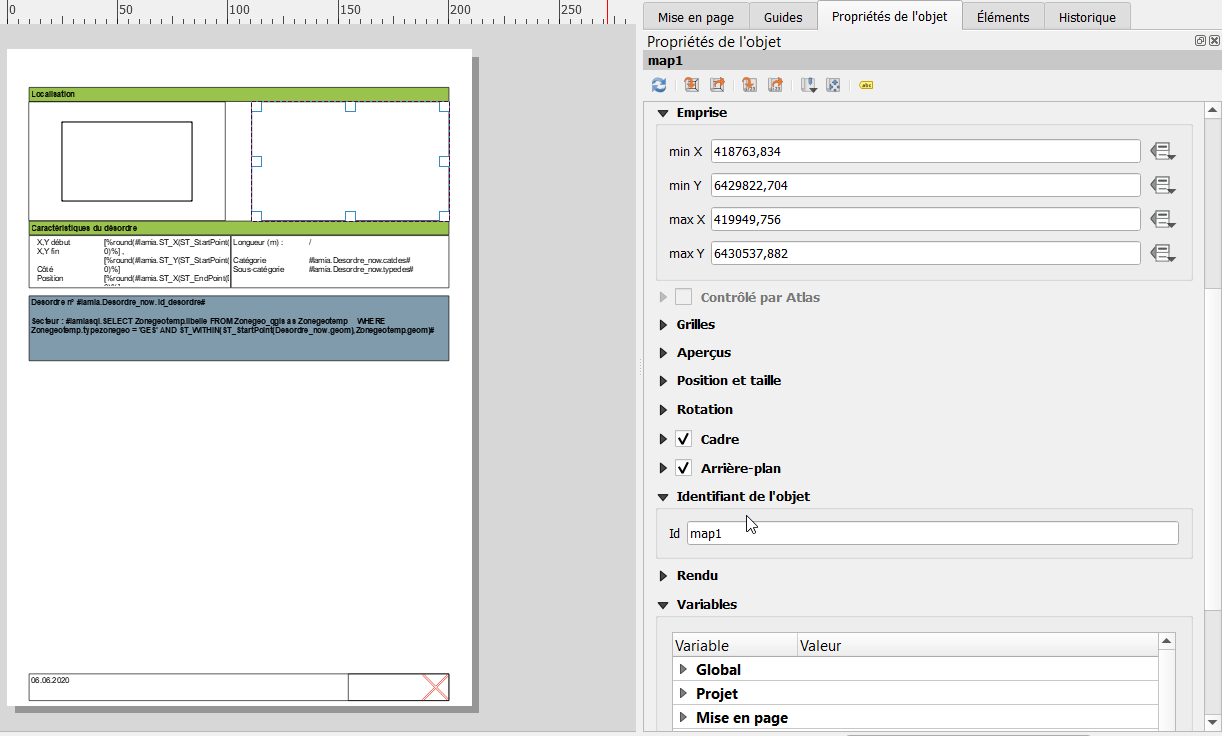 0 50 100 150 200 250
Localisation
Caractéristiques du désordre
X,Y début
[%round(#lamia.ST_X(ST_StartPoint(
Longueur (m) :
/
X,Y fin
0)%] ,
[%round(#lamia.ST_Y(ST_StartPoint(
Catégorie
#lamia.Desordre_now.catdes#
Côté
0)%]
Sous-catégorie
#lamia.Desordre_now.typedes#
Position
[%round(#lamia.ST_X(ST_EndPoint(
Desordre n° #lamia.Desordre_now.id_desordre#
Secteur : #lamiasql.SELECT Zonegeotemp.libelle FROM Zonegeo_qgis as Zonegeotemp WHERE
Zonegeotemp.typezonegeo = 'GES' AND ST_WITHIN(ST_StartPoint(Desordre_now.geom),Zonegeotemp.geom)#
06.06.2020
Mise en page
Guides
Propriétés de l'objet
Éléments
Historique
Propriétés de l'objet
map1
abc
Emprise
min X 418763,834
min Y 6429822,704
max X 419949,756
max Y 6430537,882
Contrôlé par Atlas
Grilles
Aperçus
Position et taille
Rotation
Cadre
Arrière-plan
Identifiant de l'objet
Id map1
Rendu
Variables
Variable Valeur
Global
Projet
Mise en page